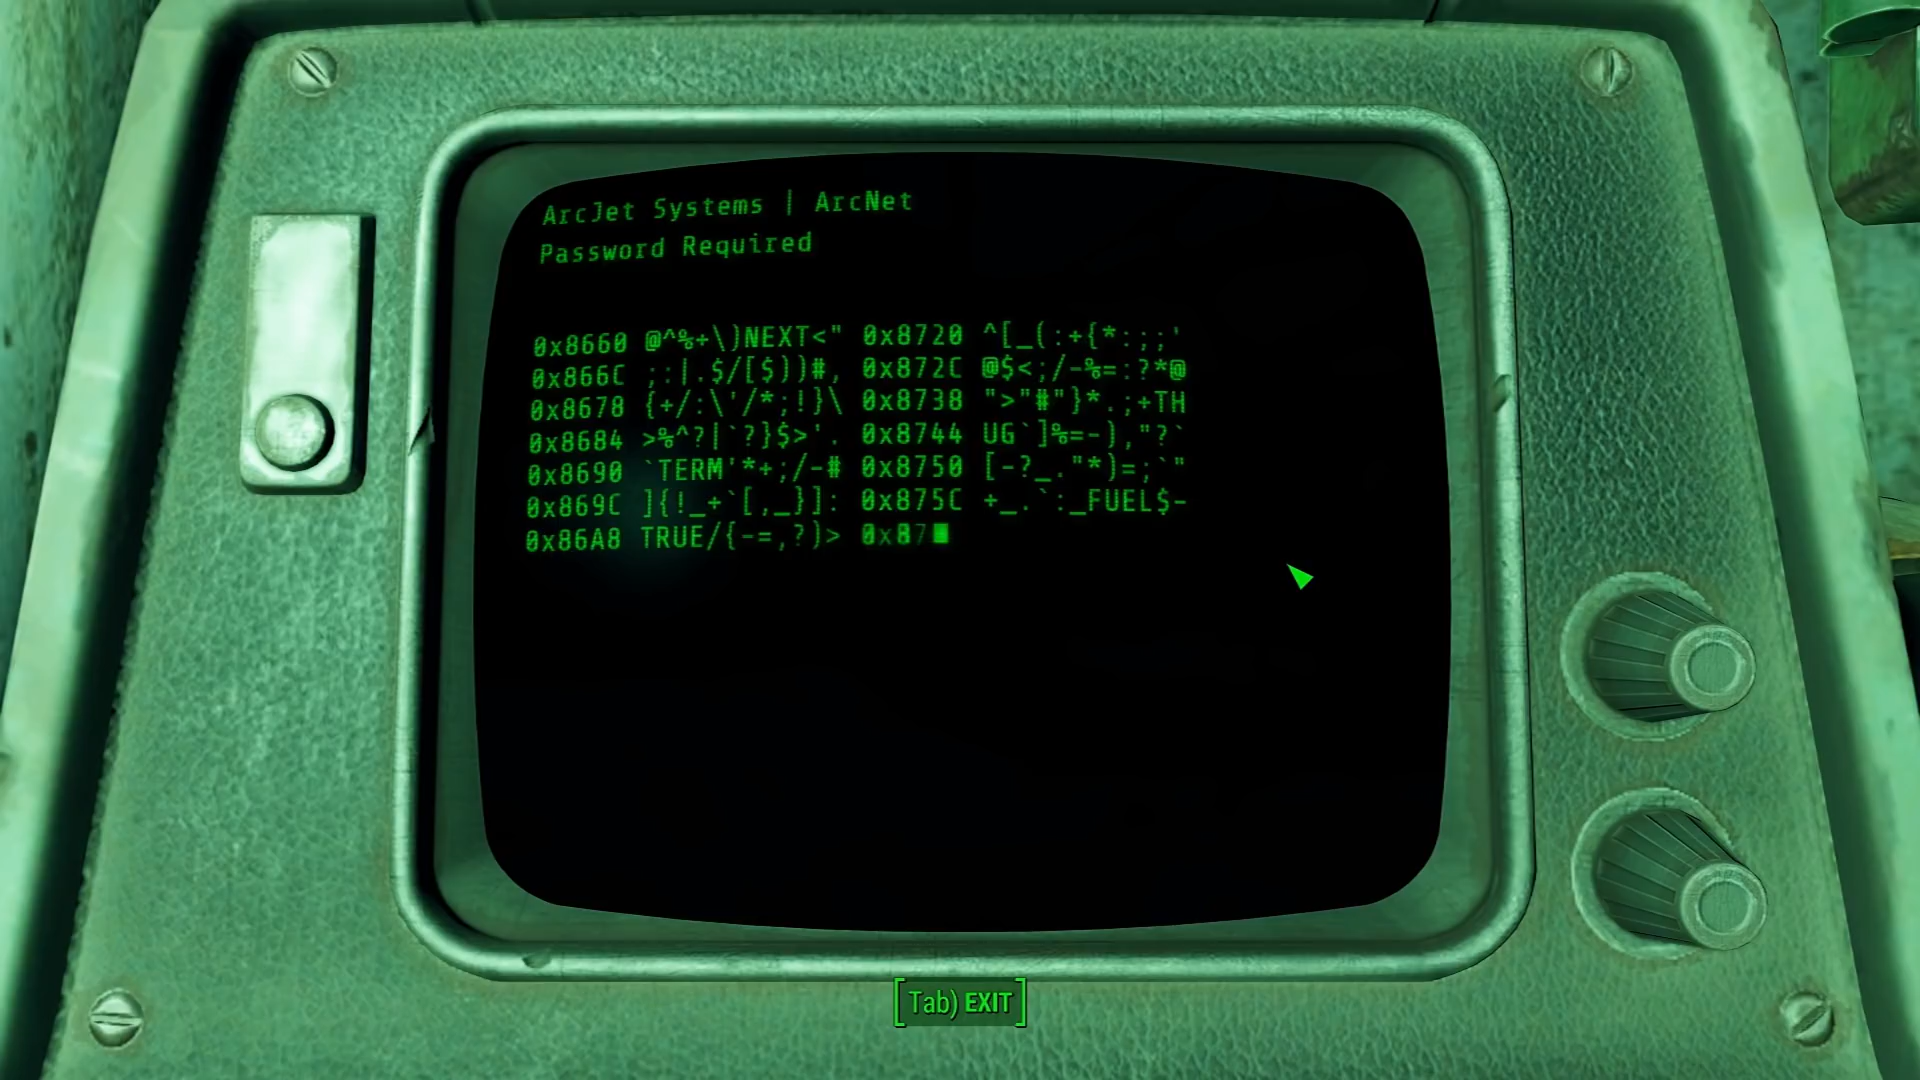 ArcJet Systems | ArcNet
Password Required
0x8660 @^%+\)NEXT<" 0x8720 ^[_(:+{*:;;'
0x866C ;:|.$/[$))#, 0x872C @$<;/-%=:?*@
0x8678 {+/:\'/*;!}\ 0x8738 ">"#"}*.;+TH
0x8684 >%^?|`?}$>'. 0x8744 UG`]%=-),"?`
0x8690 `TERM'*+;/-# 0x8750 [-?_."*)=;`"
0x869C ]{!_+`[,_}]: 0x875C +_.`:_FUEL$-
0x86A8 TRUE/{-=,?)> 0x87
[Tab) EXIT]